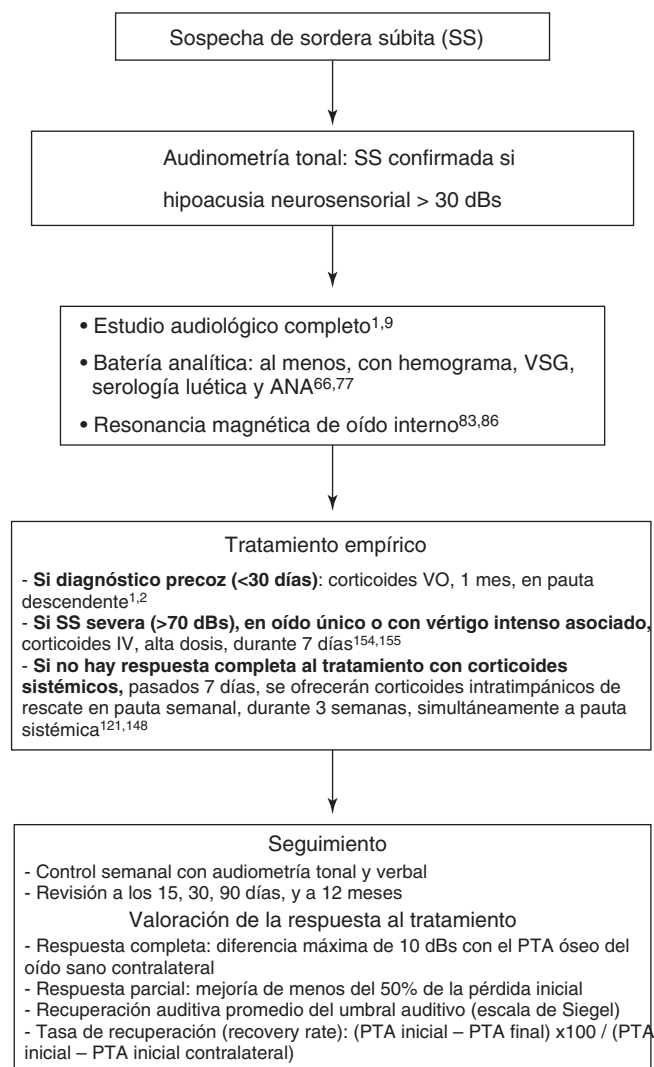 Sospecha de sordera súbita (SS)
Audinometría tonal: SS confirmada si
hipoacusia neurosensorial > 30 dBs
• Estudio audiológico completo1,9
• Batería analítica: al menos, con hemograma, VSG,
serología luética y ANA66,77
• Resonancia magnética de oído interno83,86
Tratamiento empírico
- Si diagnóstico precoz (<30 días): corticoides VO, 1 mes, en pauta
descendente1,2
- Si SS severa (>70 dBs), en oído único o con vértigo intenso asociado,
corticoides IV, alta dosis, durante 7 días154,155
- Si no hay respuesta completa al tratamiento con corticoides
sistémicos, pasados 7 días, se ofrecerán corticoides intratimpánicos de
rescate en pauta semanal, durante 3 semanas, simultáneamente a pauta
sistémica121,148
Seguimiento
- Control semanal con audiometría tonal y verbal
- Revisión a los 15, 30, 90 días, y a 12 meses
Valoración de la respuesta al tratamiento
- Respuesta completa: diferencia máxima de 10 dBs con el PTA óseo del
oído sano contralateral
- Respuesta parcial: mejoría de menos del 50% de la pérdida inicial
- Recuperación auditiva promedio del umbral auditivo (escala de Siegel)
- Tasa de recuperación (recovery rate): (PTA inicial – PTA final) x100 / (PTA
inicial – PTA inicial contralateral)